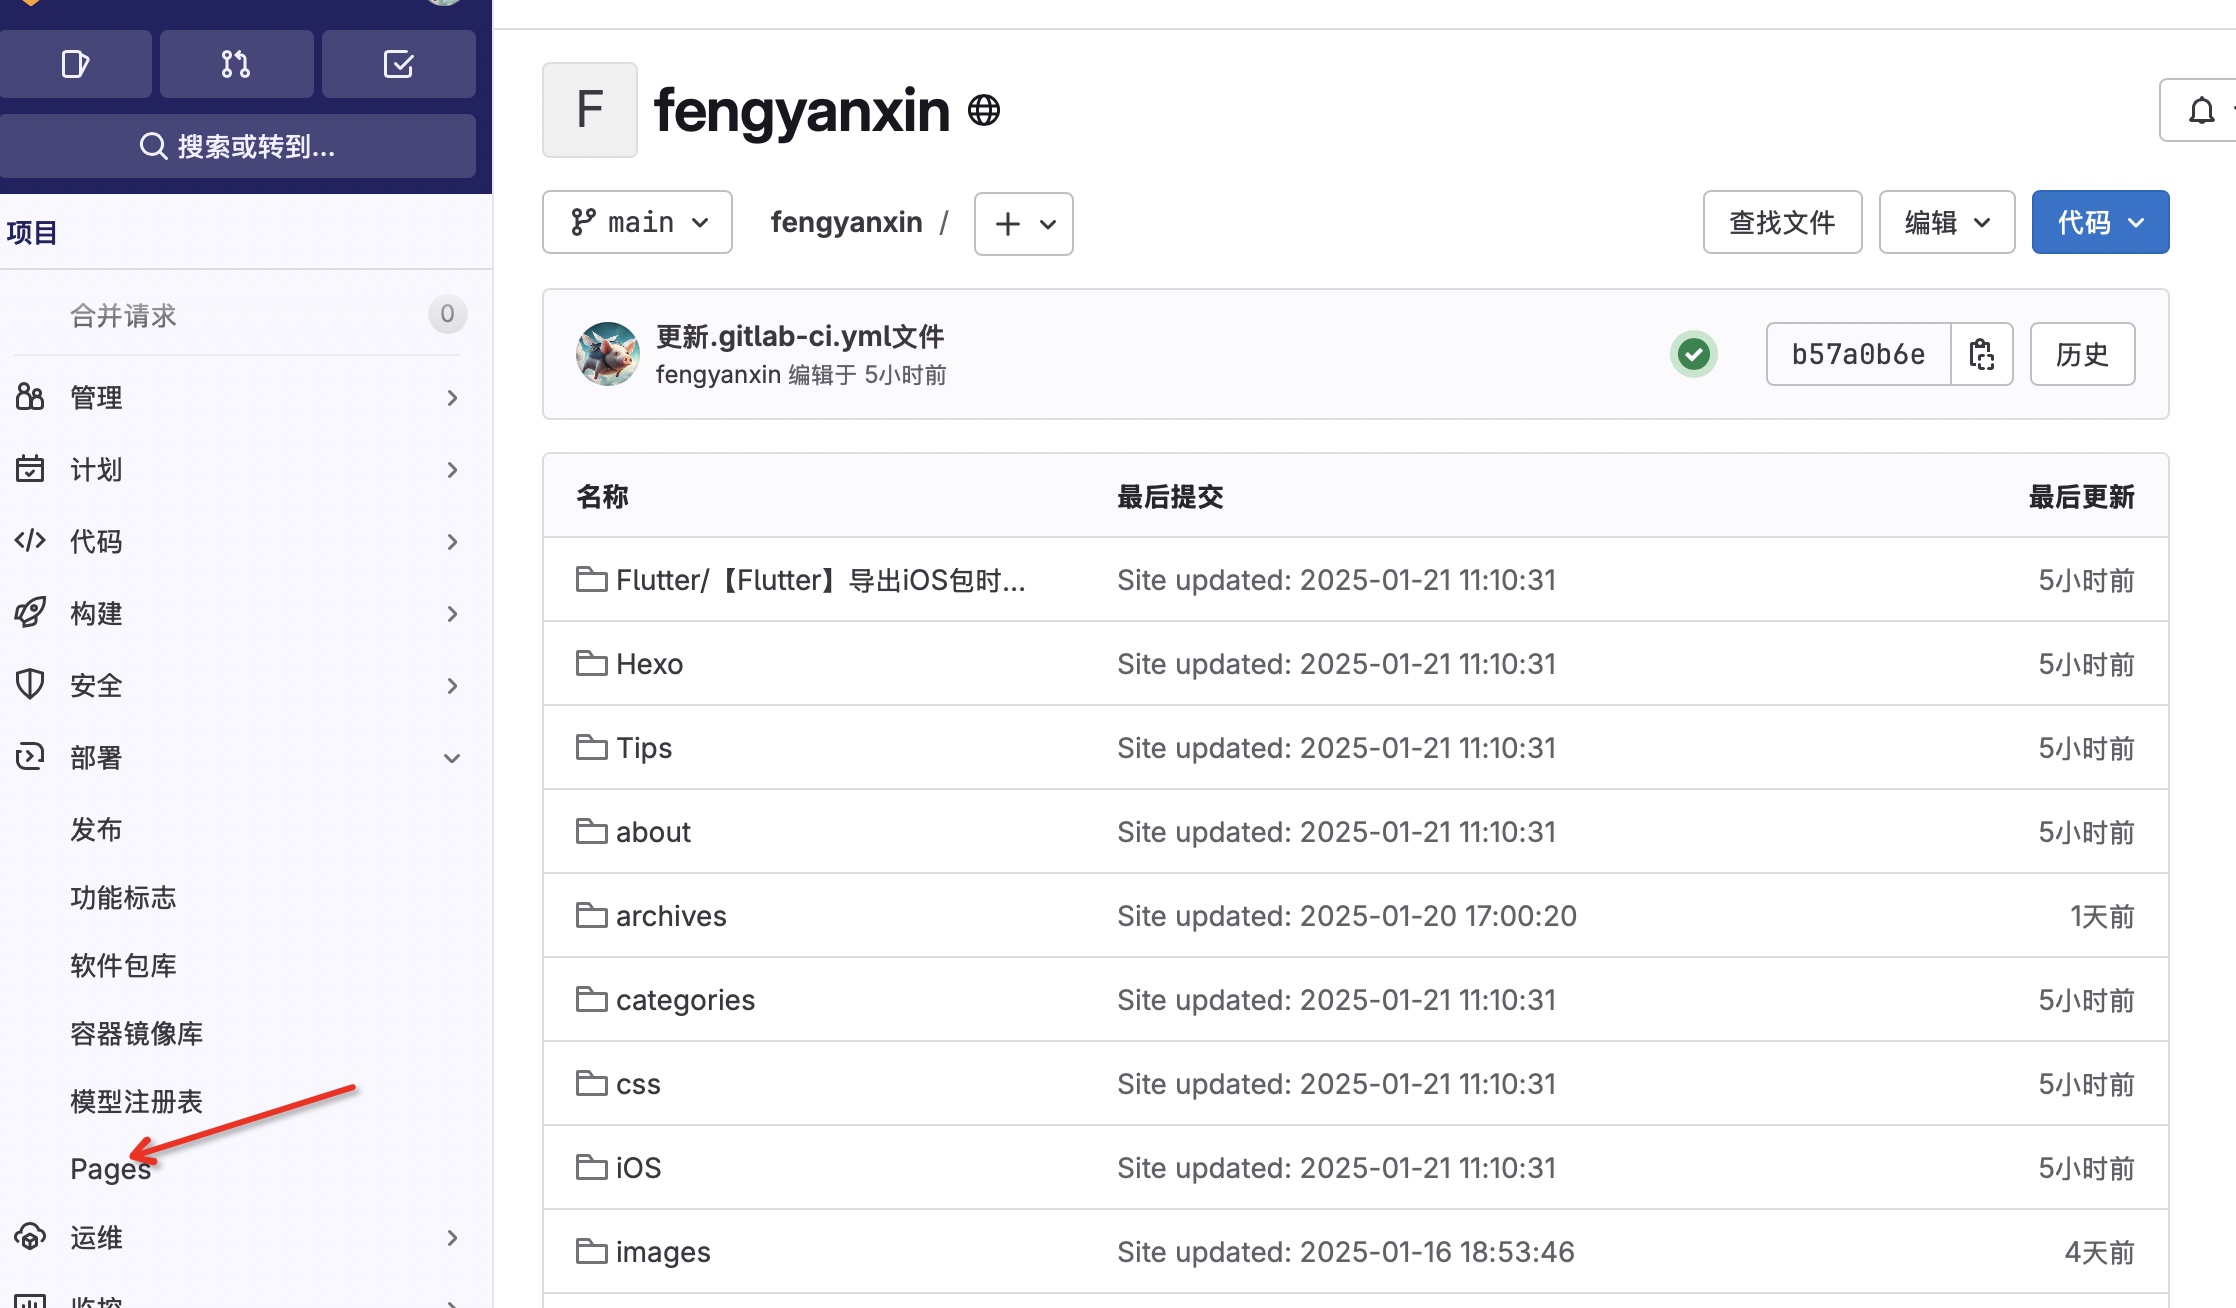 搜索或转到...
项目
合并请求 0
管理
计划
代码
构建
安全
部署
发布
功能标志
软件包库
容器镜像库
模型注册表
Pages
运维
监控
F fengyanxin
main fengyanxin / 查找文件 编辑 代码
更新.gitlab-ci.yml文件
fengyanxin 编辑于 5小时前
b57a0b6e 历史
名称 最后提交 最后更新
Flutter/【Flutter】导出iOS包时... Site updated: 2025-01-21 11:10:31 5小时前
Hexo Site updated: 2025-01-21 11:10:31 5小时前
Tips Site updated: 2025-01-21 11:10:31 5小时前
about Site updated: 2025-01-21 11:10:31 5小时前
archives Site updated: 2025-01-20 17:00:20 1天前
categories Site updated: 2025-01-21 11:10:31 5小时前
css Site updated: 2025-01-21 11:10:31 5小时前
iOS Site updated: 2025-01-21 11:10:31 5小时前
images Site updated: 2025-01-16 18:53:46 4天前